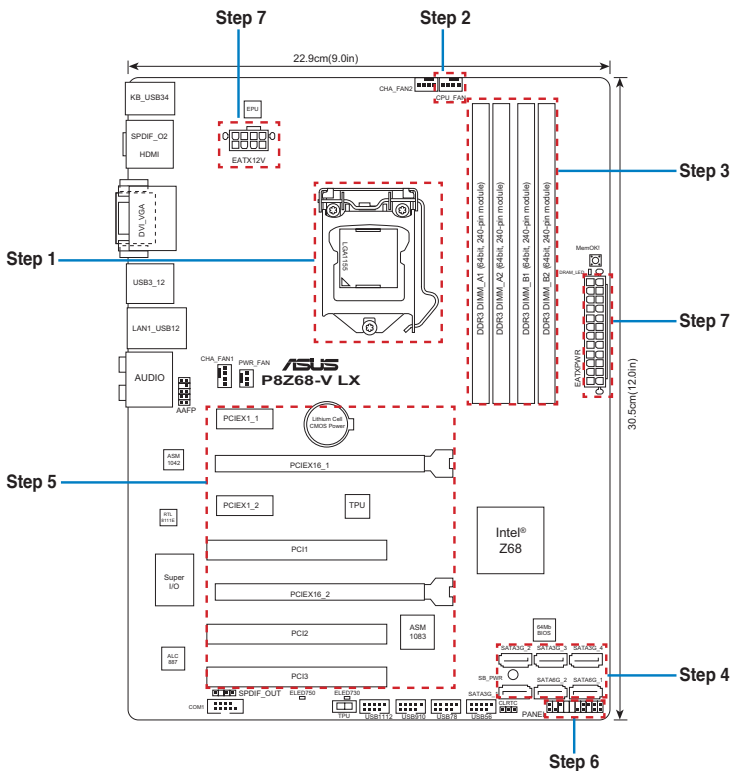 Step 7
Step 2
22.9cm(9.0in)
CHA_FAN2
CPU_FAN
KB_USB34
EPU
SPDIF_O2
HDMI
EATX12V
Step 3
DVI_VGA
LGA1155
DDR3 DIMM_A1 (64bit, 240-pin module)
DDR3 DIMM_A2 (64bit, 240-pin module)
DDR3 DIMM_B1 (64bit, 240-pin module)
DDR3 DIMM_B2 (64bit, 240-pin module)
MemOK!
DRAM_LED
Step 1
USB3_12
LAN1_USB12
EATXPWR
Step 7
30.5cm(12.0in)
CHA_FAN1
PWR_FAN
ASUS
P8Z68-V LX
AUDIO
AAFP
PCIEX1_1
Lithium Cell
CMOS Power
ASM
1042
PCIEX16_1
Step 5
PCIEX1_2
TPU
RTL
8111E
Intel®
Z68
PCI1
Super
I/O
PCIEX16_2
ASM
1083
64Mb
BIOS
PCI2
ALC
887
SATA3G_2
SATA3G_3
SATA3G_4
SB_PWR
Step 4
PCI3
SATA3G_1
SATA6G_2
SATA6G_1
SPDIF_OUT
ELED750
ELED730
CLRTC
COM1
TPU
USB1112
USB910
USB78
USB56
PANEL
Step 6